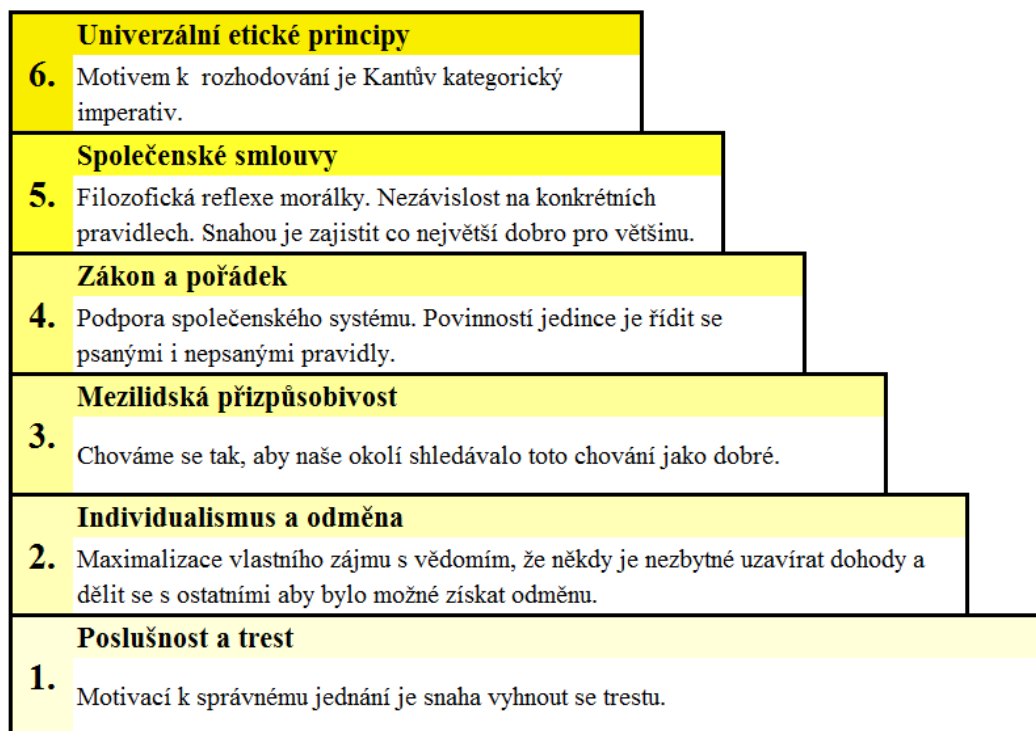 Univerzální etické principy
6.
Motivem k rozhodování je Kantův kategorický
imperativ.
Společenské smlouvy
5.
Filozofická reflexe morálky. Nezávislost na konkrétních
pravidlech. Snahou je zajistit co největší dobro pro většinu.
Zákon a pořádek
4.
Podpora společenského systému. Povinností jedince je řídit se
psanými i nepsanými pravidly.
Mezilidská přizpůsobivost
3.
Chováme se tak, aby naše okolí shledávalo toto chování jako dobré.
Individualismus a odměna
2.
Maximalizace vlastního zájmu s vědomím, že někdy je nezbytné uzavírat dohody a
dělit se s ostatními aby bylo možné získat odměnu.
Poslušnost a trest
1.
Motivací k správnému jednání je snaha vyhnout se trestu.